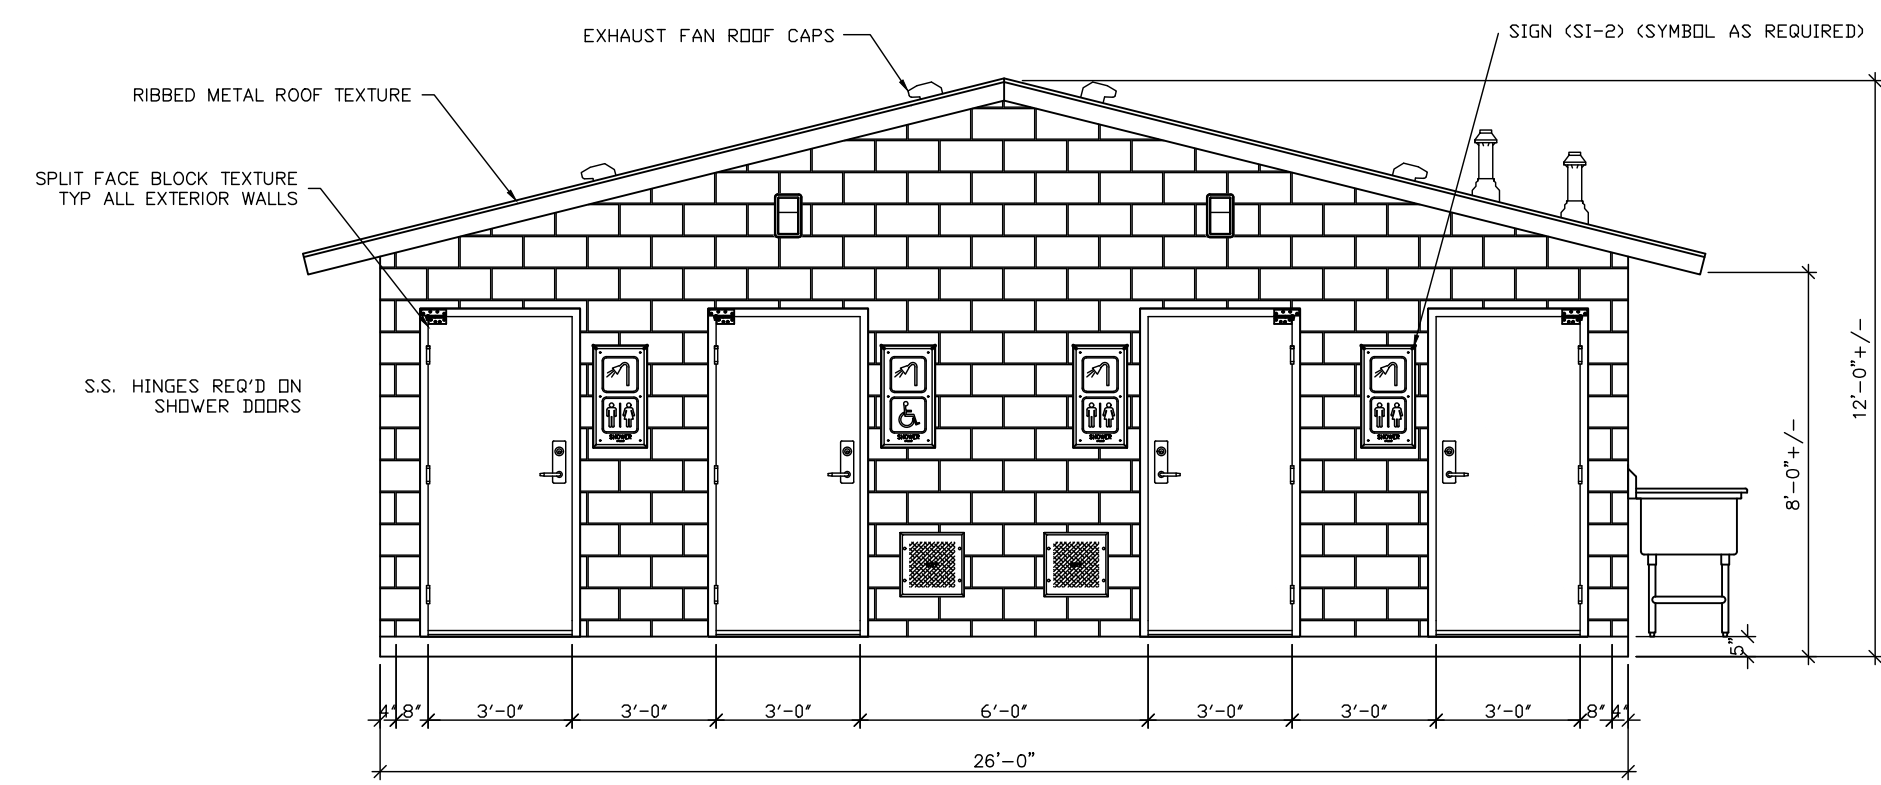 EXHAUST FAN ROOF CAPS
SIGN (SI-2) (SYMBOL AS REQUIRED)
RIBBED METAL ROOF TEXTURE
SPLIT FACE BLOCK TEXTURE
TYP ALL EXTERIOR WALLS
S.S. HINGES REQ'D ON
SHOWER DOORS
12'-0"+/-
8'-0"+/-
SHOWER
SHOWER
SHOWER
SHOWER
5"
4" 8" 3'-0" 3'-0" 3'-0" 6'-0" 3'-0" 3'-0" 3'-0" 8" 4"
26'-0"